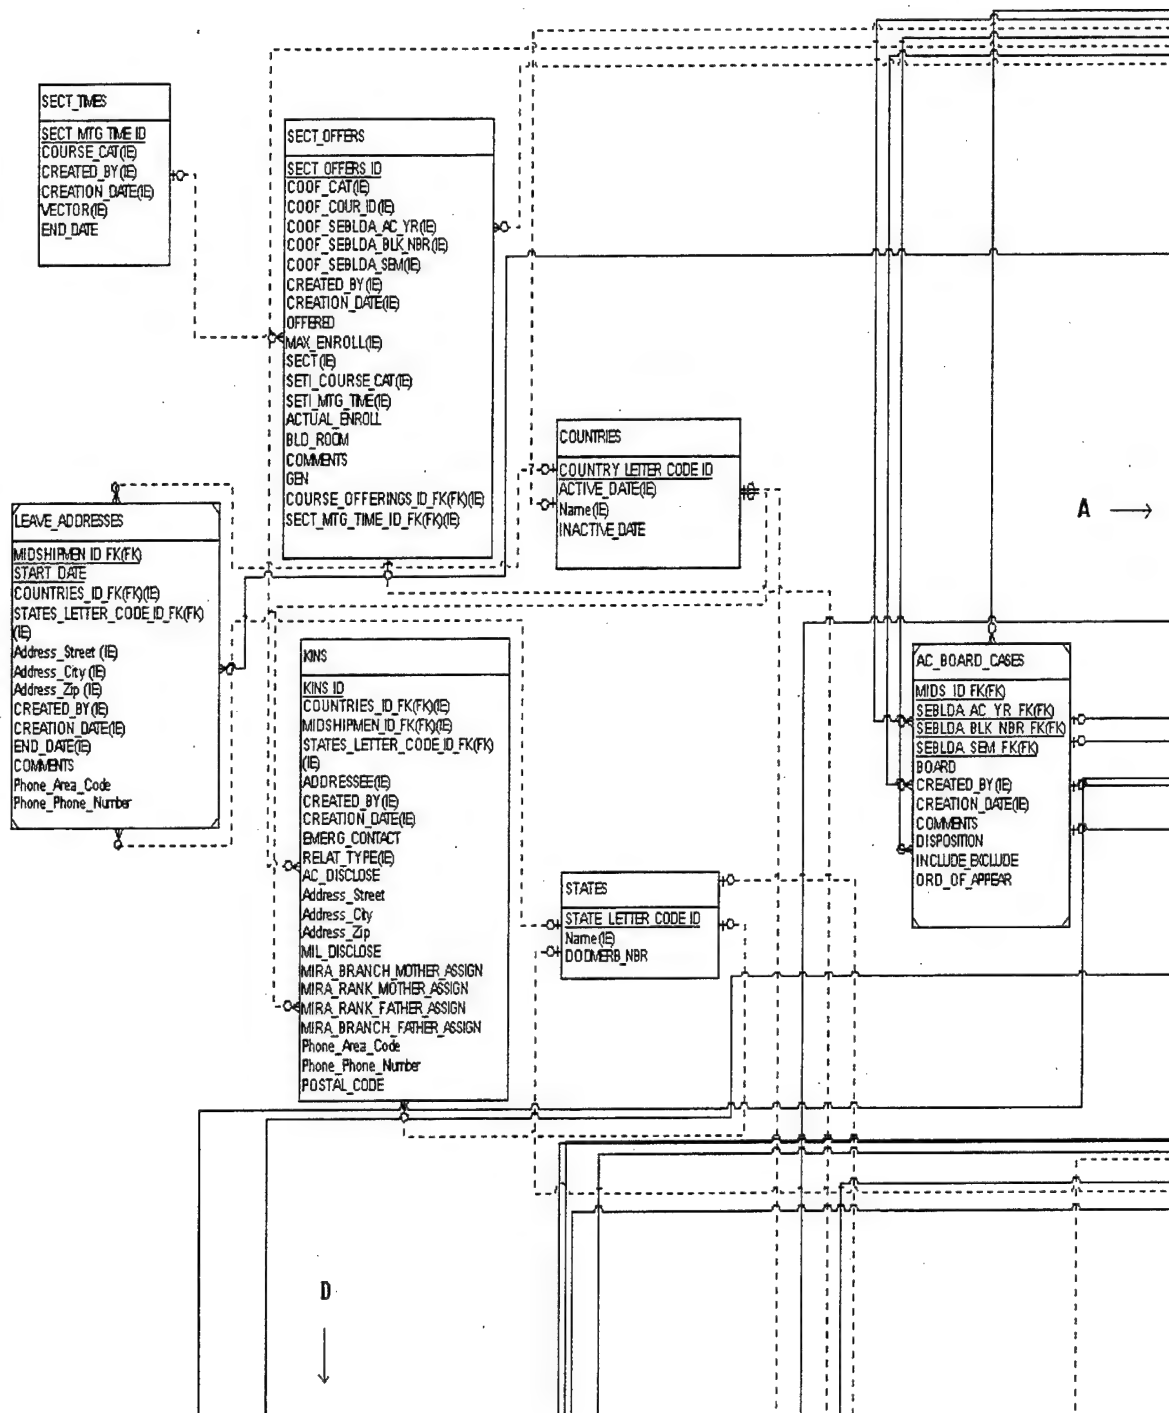 SECT_TIMES
SECT_MTG_TIME_ID
COURSE_CAT(IE)
CREATED_BY(IE)
CREATION_DATE(IE)
VECTOR(IE)
END_DATE
SECT_OFFERS
SECT_OFFERS_ID
COOF_CAT(IE)
COOF_COUR_ID(IE)
COOF_SEBLDA_AC_YR(IE)
COOF_SEBLDA_BLK_NBR(IE)
COOF_SEBLDA_SEM(IE)
CREATED_BY(IE)
CREATION_DATE(IE)
OFFERED
MAX_ENROLL(IE)
SECT(IE)
SETI_COURSE_CAT(IE)
SETI_MTG_TIME(IE)
ACTUAL_ENROLL
BLD_ROOM
COMMENTS
GEN
COURSE_OFFERINGS_ID_FK(FK)(IE)
SECT_MTG_TIME_ID_FK(FK)(IE)
COUNTRIES
COUNTRY_LETTER_CODE_ID
ACTIVE_DATE(IE)
Name(IE)
INACTIVE_DATE
A
LEAVE_ADDRESSES
MIDSHIPMEN_ID_FK(FK)
START_DATE
COUNTRIES_ID_FK(FK)(IE)
STATES_LETTER_CODE_ID_FK(FK)
(IE)
Address_Street (IE)
Address_City (IE)
Address_Zip (IE)
CREATED_BY(IE)
CREATION_DATE(IE)
END_DATE(IE)
COMMENTS
Phone_Area_Code
Phone_Phone_Number
KINS
KINS_ID
COUNTRIES_ID_FK(FK)(IE)
MIDSHIPMEN_ID_FK(FK)(IE)
STATES_LETTER_CODE_ID_FK(FK)
(IE)
ADDRESSEE(IE)
CREATED_BY(IE)
CREATION_DATE(IE)
EMERG_CONTACT
RELAT_TYPE(IE)
AC_DISCLOSE
Address_Street
Address_City
Address_Zip
MIL_DISCLOSE
MIRA_BRANCH_MOTHER_ASSIGN
MIRA_RANK_MOTHER_ASSIGN
MIRA_RANK_FATHER_ASSIGN
MIRA_BRANCH_FATHER_ASSIGN
Phone_Area_Code
Phone_Phone_Number
POSTAL_CODE
AC_BOARD_CASES
MIDS_ID_FK(FK)
SEBLDA_AC_YR_FK(FK)
SEBLDA_BLK_NBR_FK(FK)
SEBLDA_SEM_FK(FK)
BOARD
CREATED_BY(IE)
CREATION_DATE(IE)
COMMENTS
DISPOSITION
INCLUDE_EXCLUDE
ORD_OF_APPEAR
STATES
STATE_LETTER_CODE_ID
Name(IE)
DODMERB_NBR
D